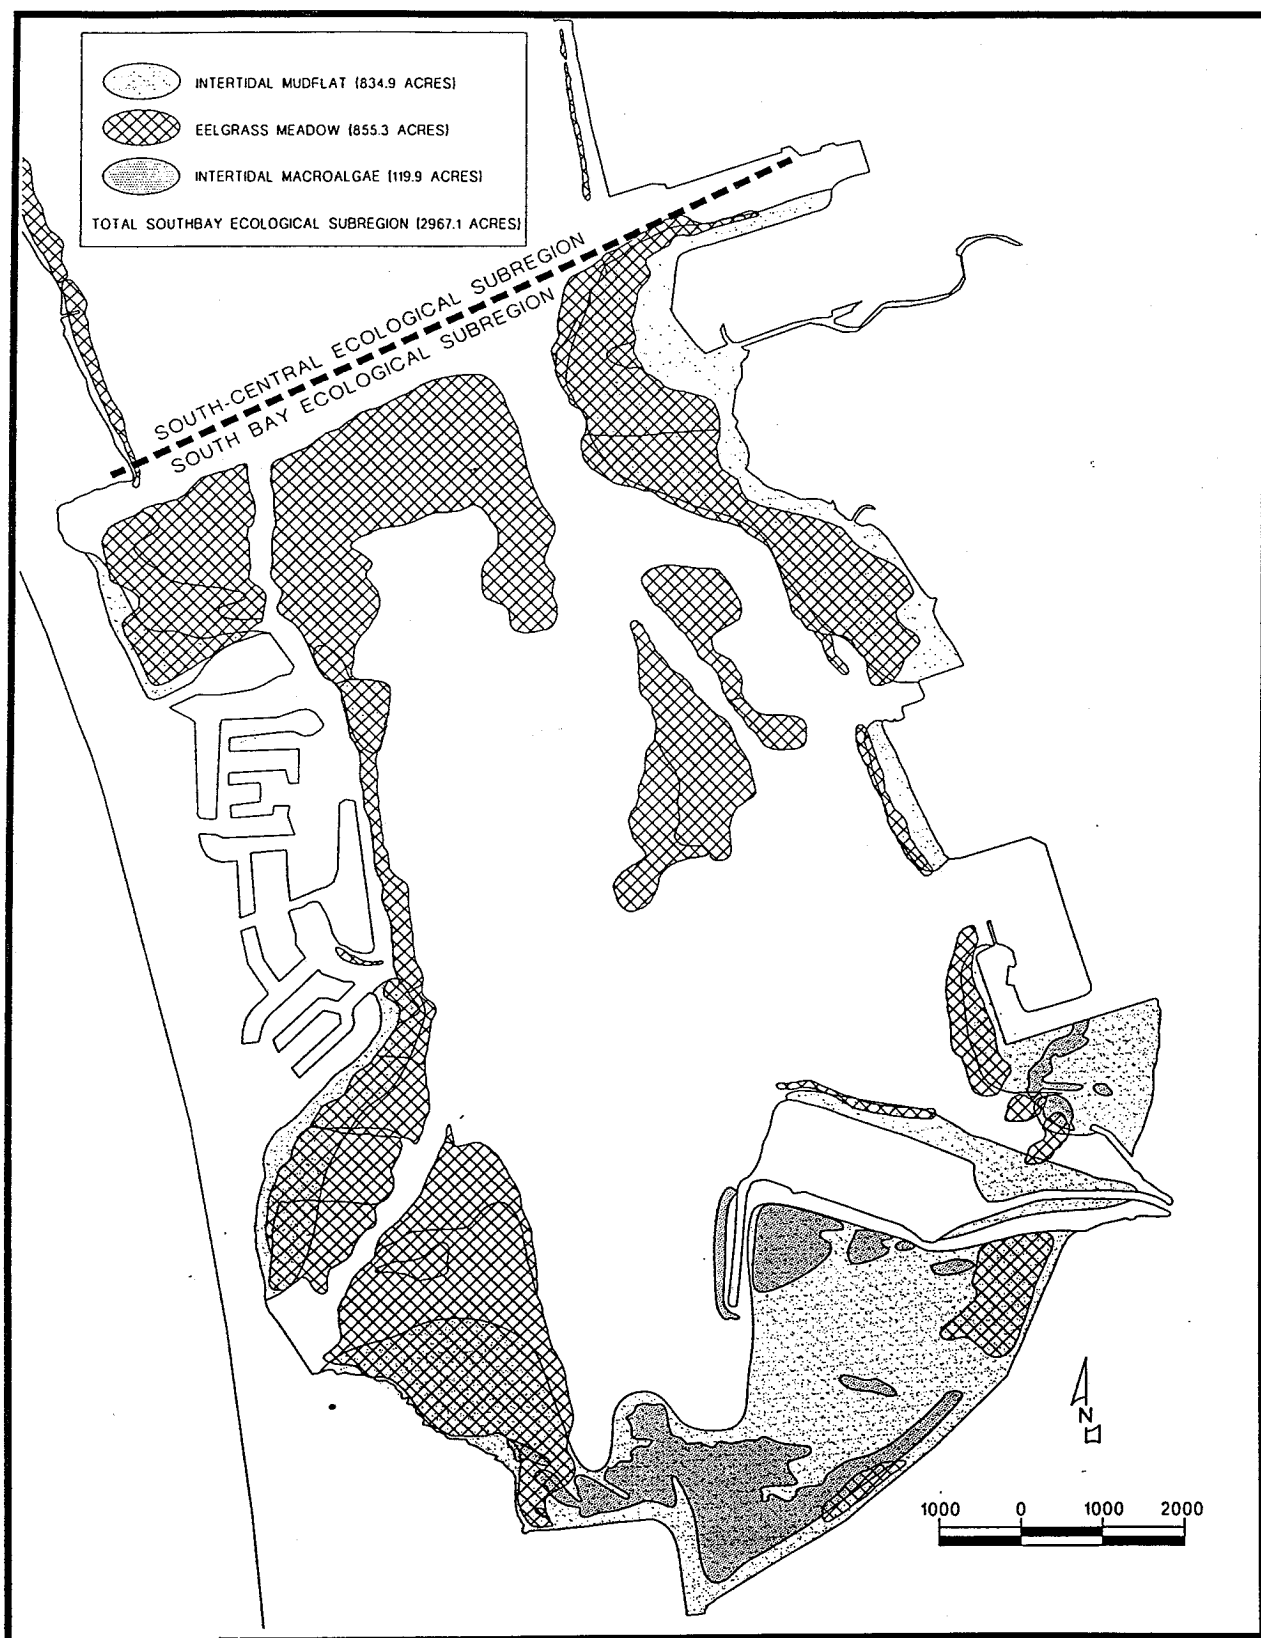 INTERTIDAL MUDFLAT (834.9 ACRES)
EELGRASS MEADOW (855.3 ACRES)
INTERTIDAL MACROALGAE (119.9 ACRES)
TOTAL SOUTHBAY ECOLOGICAL SUBREGION (2967.1 ACRES)
SOUTH-CENTRAL ECOLOGICAL SUBREGION
SOUTH BAY ECOLOGICAL SUBREGION
N
1000 0 1000 2000